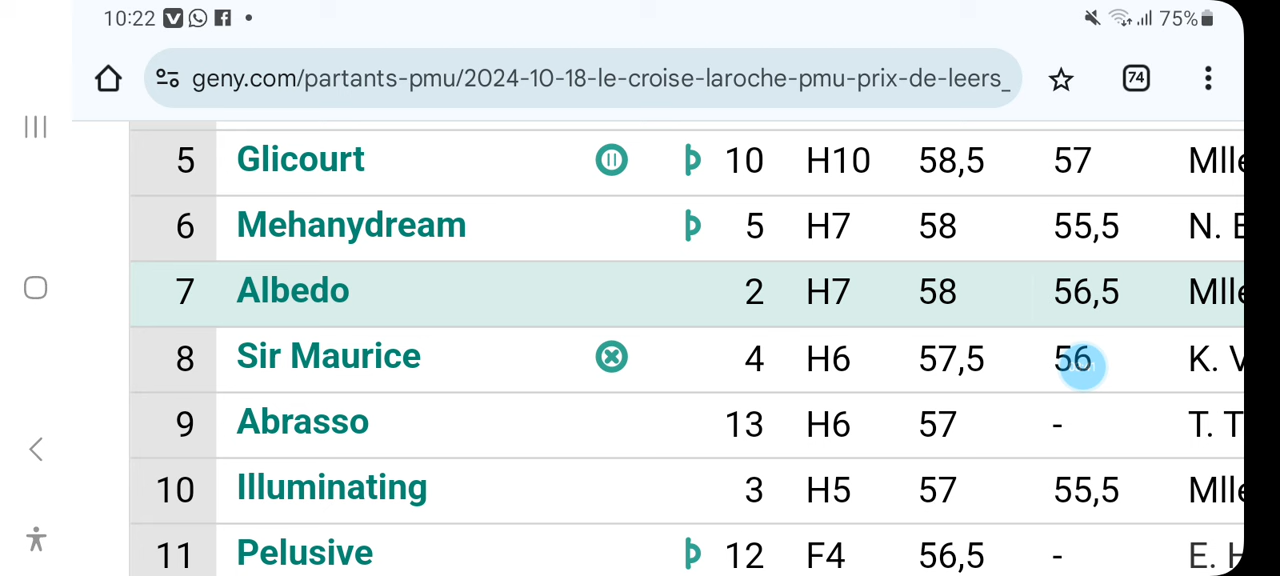 10:22 75%
geny.com/partants-pmu/2024-10-18-le-croise-laroche-pmu-prix-de-leers_ 74
5 Glicourt 10 H10 58,5 57 Mlle
6 Mehanydream 5 H7 58 55,5 N.
7 Albedo 2 H7 58 56,5 Mlle
8 Sir Maurice 4 H6 57,5 56 K. V
9 Abrasso 13 H6 57 - T. T
10 Illuminating 3 H5 57 55,5 Mlle
11 Pelusive 12 F4 56,5 - E. H